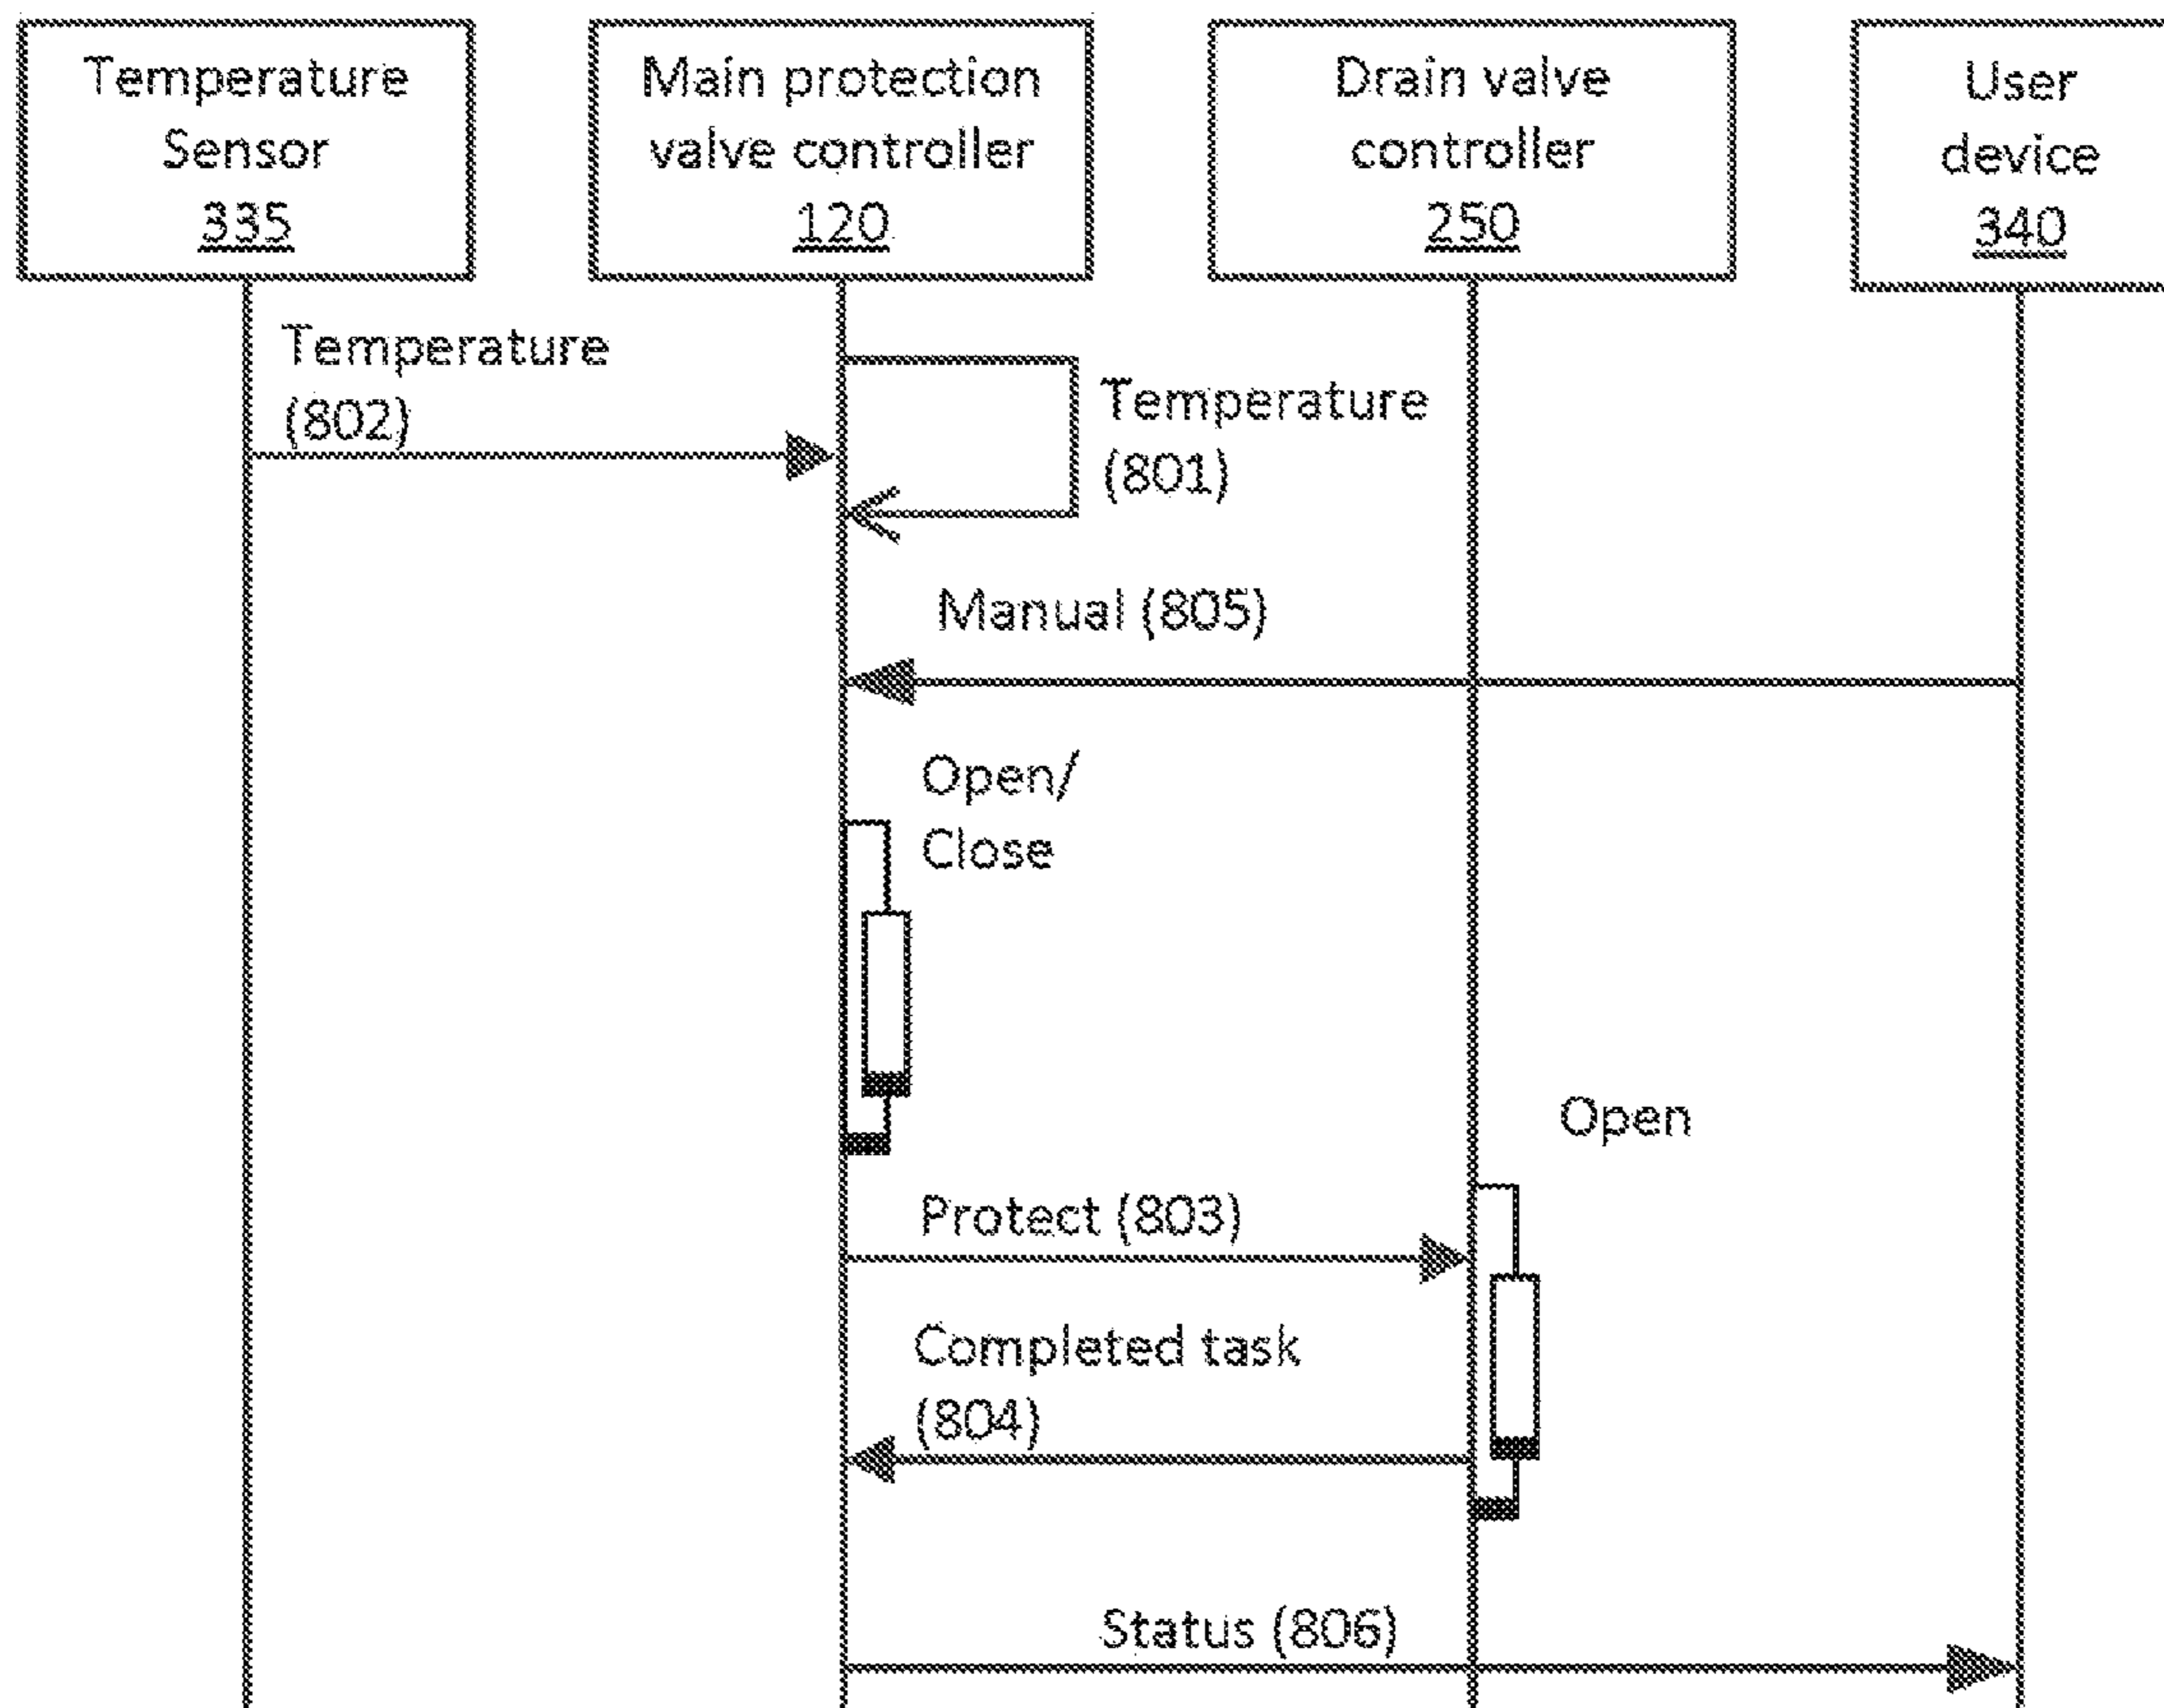 Temperature
Sensor
335
Main protection
valve controller
120
Drain valve
controller
250
User
device
340
Temperature
(802)
Temperature
(801)
Manual (805)
Open/
Close
Open
Protect (803)
Completed task
(804)
Status (806)